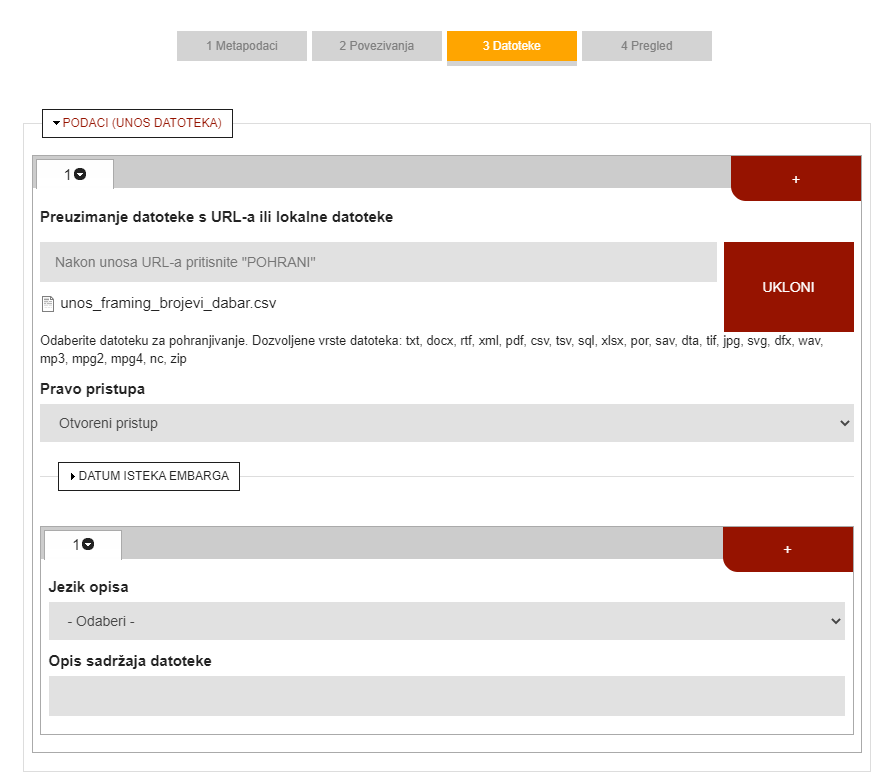 1 Metapodaci
2 Povezivanja
3 Datoteke
4 Pregled
PODACI (UNOS DATOTEKA)
1
+
Preuzimanje datoteke s URL-a ili lokalne datoteke
Nakon unosa URL-a pritisnite "POHRANI"
UKLONI
unos_framing_brojevi_dabar.csv
Odaberite datoteku za pohranjivanje. Dozvoljene vrste datoteka: txt, docx, rtf, xml, pdf, csv, tsv, sql, xlsx, por, sav, dta, tif, jpg, svg, dfx, wav,
mp3, mpg2, mpg4, nc, zip
Pravo pristupa
Otvoreni pristup
DATUM ISTEKA EMBARGA
1
+
Jezik opisa
- Odaberi -
Opis sadržaja datoteke